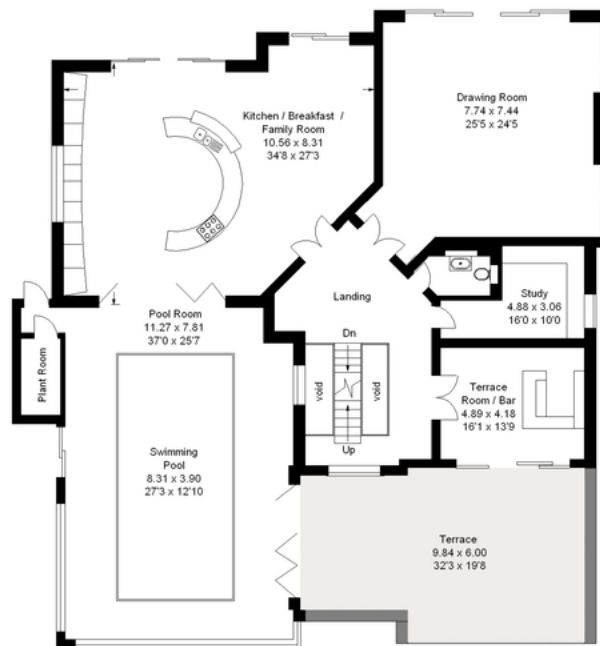 Kitchen / Breakfast /
Family Room
10.56 x 8.31
34'8 x 27'3
Drawing Room
7.74 x 7.44
25'5 x 24'5
Landing
Study
4.88 x 3.06
16'0 x 10'0
Pool Room
11.27 x 7.81
37'0 x 25'7
Dn
void
void
Up
Plant Room
Terrace
Room / Bar
4.89 x 4.18
16'1 x 13'9
Swimming
Pool
8.31 x 3.90
27'3 x 12'10
Terrace
9.84 x 6.00
32'3 x 19'8